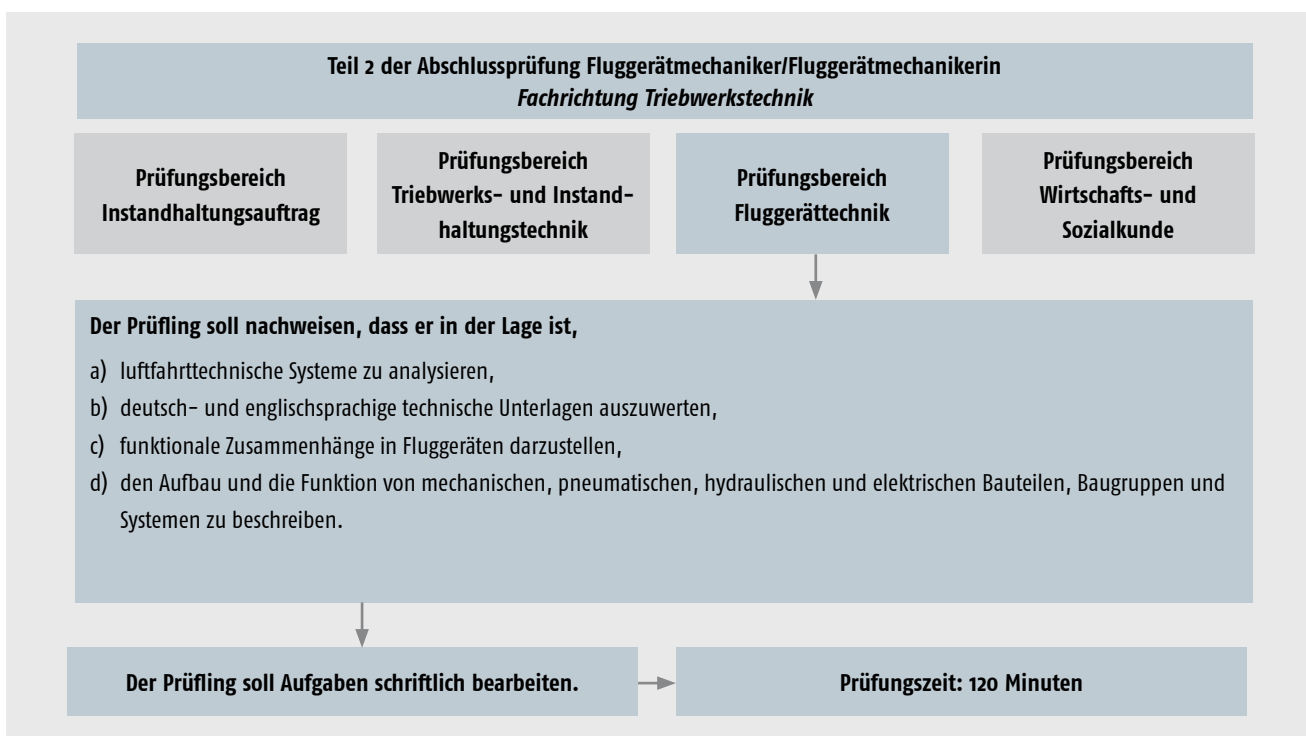 Teil 2 der Abschlussprüfung Fluggerätmechaniker/Fluggerätmechanikerin
Fachrichtung Triebwerkstechnik
Prüfungsbereich
Instandhaltungsauftrag
Prüfungsbereich
Triebwerks- und Instand-
haltungstechnik
Prüfungsbereich
Fluggerättechnik
Prüfungsbereich
Wirtschafts- und
Sozialkunde
Der Prüfling soll nachweisen, dass er in der Lage ist,
a) luftfahrttechnische Systeme zu analysieren,
b) deutsch- und englischsprachige technische Unterlagen auszuwerten,
c) funktionale Zusammenhänge in Fluggeräten darzustellen,
d) den Aufbau und die Funktion von mechanischen, pneumatischen, hydraulischen und elektrischen Bauteilen, Baugruppen und
Systemen zu beschreiben.
Der Prüfling soll Aufgaben schriftlich bearbeiten.
Prüfungszeit: 120 Minuten